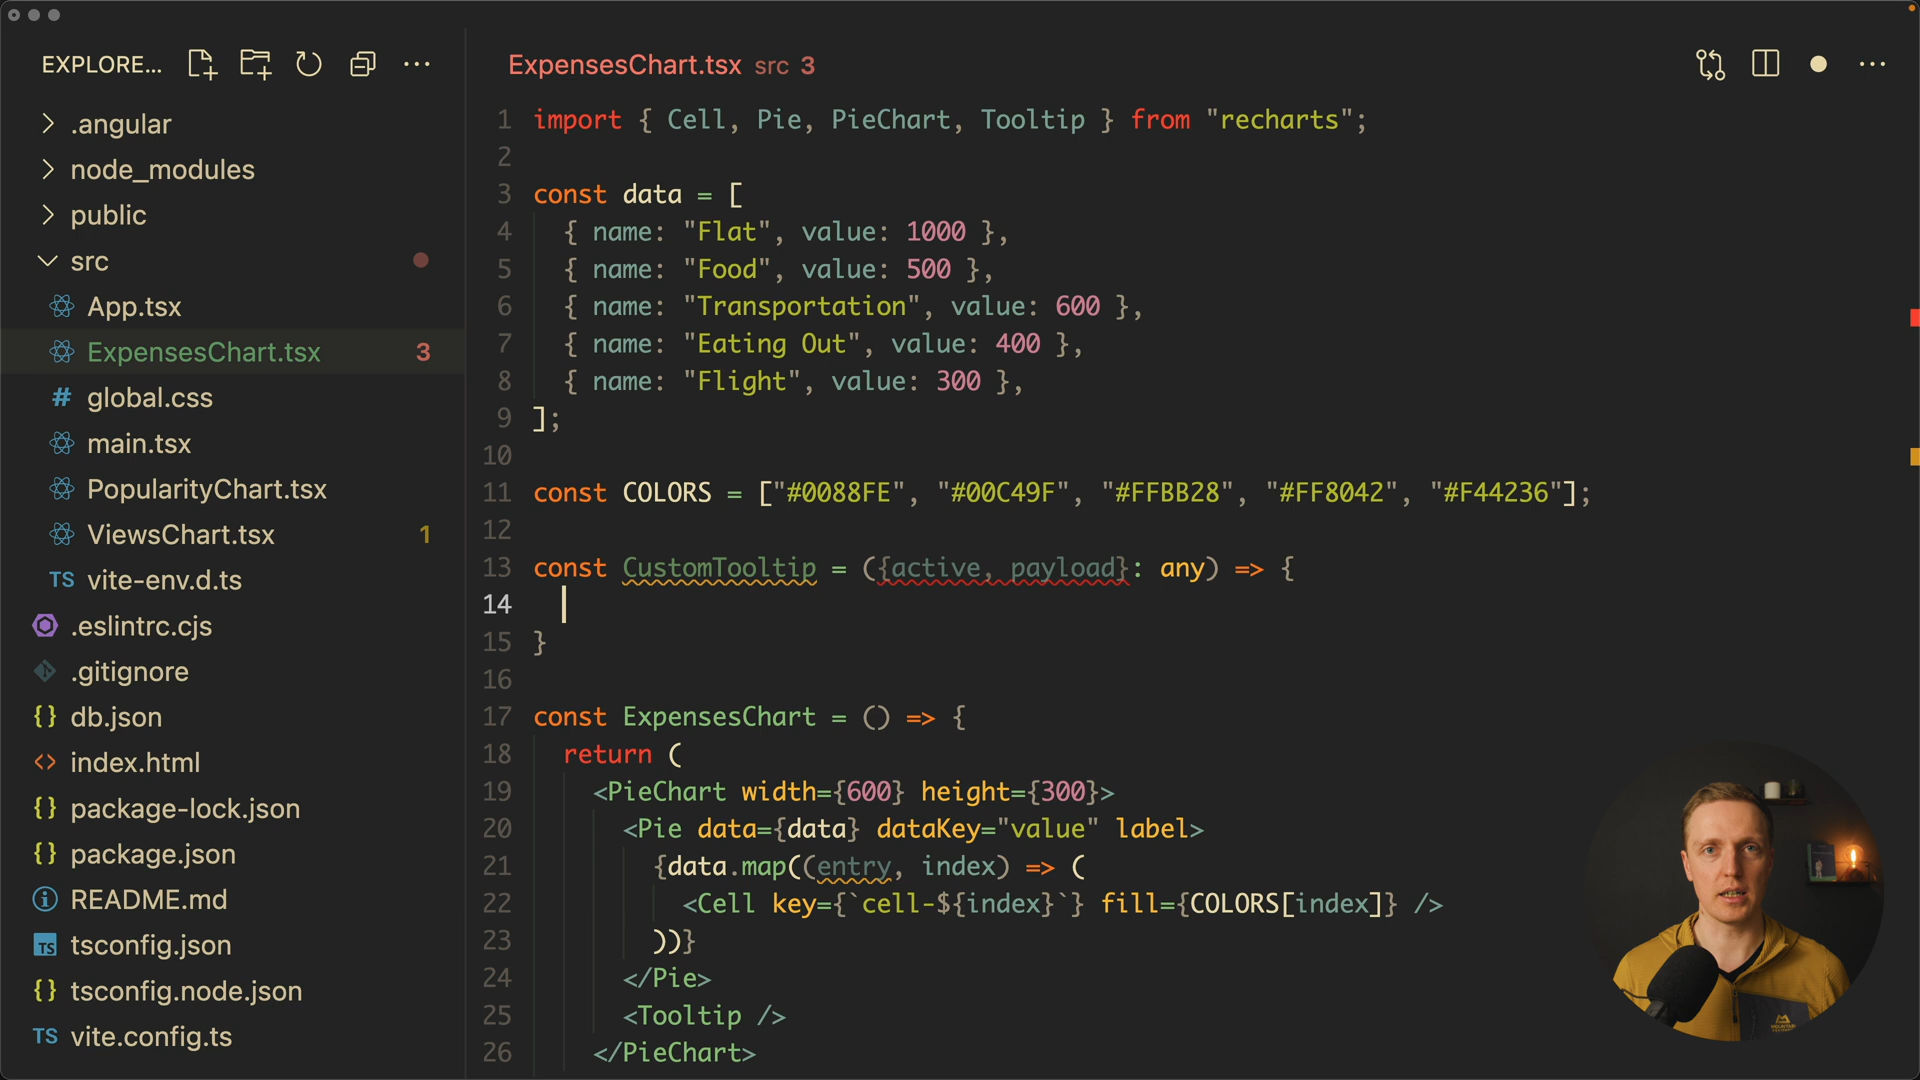 EXPLORE...
.angular
node_modules
public
src
App.tsx
ExpensesChart.tsx 3
# global.css
main.tsx
PopularityChart.tsx
ViewsChart.tsx 1
TS vite-env.d.ts
.eslintrc.cjs
.gitignore
{} db.json
<> index.html
{} package-lock.json
{} package.json
README.md
TS tsconfig.json
{} tsconfig.node.json
TS vite.config.ts
ExpensesChart.tsx src 3
1 import { Cell, Pie, PieChart, Tooltip } from "recharts";
2
3 const data = [
4 { name: "Flat", value: 1000 },
5 { name: "Food", value: 500 },
6 { name: "Transportation", value: 600 },
7 { name: "Eating Out", value: 400 },
8 { name: "Flight", value: 300 },
9 ];
10
11 const COLORS = ["#0088FE", "#00C49F", "#FFBB28", "#FF8042", "#F44236"];
12
13 const CustomTooltip = ({active, payload}: any) => {
14
15 }
16
17 const ExpensesChart = () => {
18 return (
19 <PieChart width={600} height={300}>
20 <Pie data={data} dataKey="value" label>
21 {data.map((entry, index) => (
22 <Cell key={`cell-${index}`} fill={COLORS[index]} />
23 ))}
24 </Pie>
25 <Tooltip />
26 </PieChart>